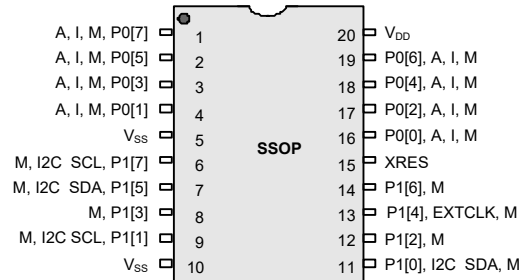 A, I, M, P0[7] 1 20 VDD
A, I, M, P0[5] 2 19 P0[6], A, I, M
A, I, M, P0[3] 3 18 P0[4], A, I, M
A, I, M, P0[1] 4 17 P0[2], A, I, M
VSS 5 16 P0[0], A, I, M
SSOP
M, I2C SCL, P1[7] 6 15 XRES
M, I2C SDA, P1[5] 7 14 P1[6], M
M, P1[3] 8 13 P1[4], EXTCLK, M
M, I2C SCL, P1[1] 9 12 P1[2], M
VSS 10 11 P1[0], I2C SDA, M